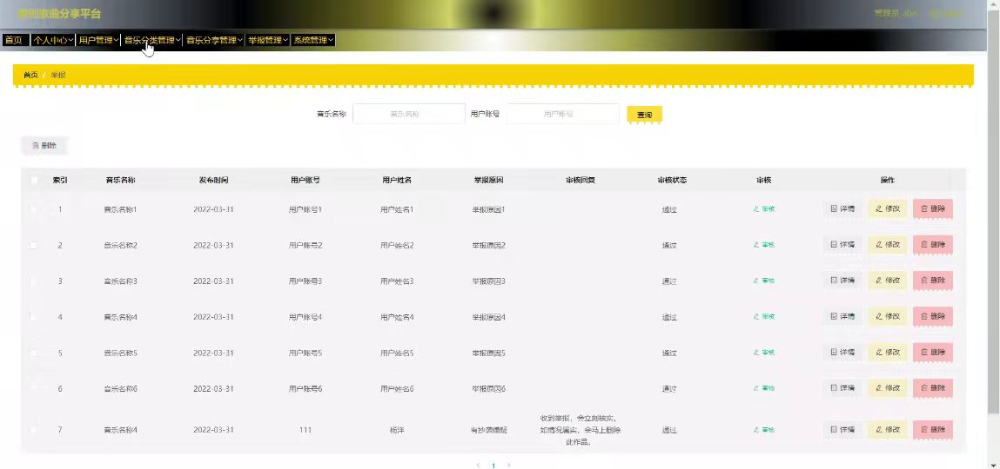 原创歌曲分享平台
管理员 abo
首页 个人中心 用户管理 音乐分类管理 音乐分享管理 举报管理 系统管理
首页 / 举报
音乐名称 音乐名称 用户账号 用户账号 查询
删除
索引 音乐名称 发布时间 用户账号 用户姓名 举报原因 审核回复 审核状态 审核 操作
1 音乐名称1 2022-03-31 用户账号1 用户姓名1 举报原因1 通过 审核 详情 修改 删除
2 音乐名称2 2022-03-31 用户账号2 用户姓名2 举报原因2 通过 审核 详情 修改 删除
3 音乐名称3 2022-03-31 用户账号3 用户姓名3 举报原因3 通过 审核 详情 修改 删除
4 音乐名称4 2022-03-31 用户账号4 用户姓名4 举报原因4 通过 审核 详情 修改 删除
5 音乐名称5 2022-03-31 用户账号5 用户姓名5 举报原因5 通过 审核 详情 修改 删除
6 音乐名称6 2022-03-31 用户账号6 用户姓名6 举报原因6 通过 审核 详情 修改 删除
收到举报，会立刻核实，
7 音乐名称4 2022-03-31 111 杨洋 有抄袭嫌疑 如情况属实，会马上删除 通过 审核 详情 修改 删除
此作品。
1